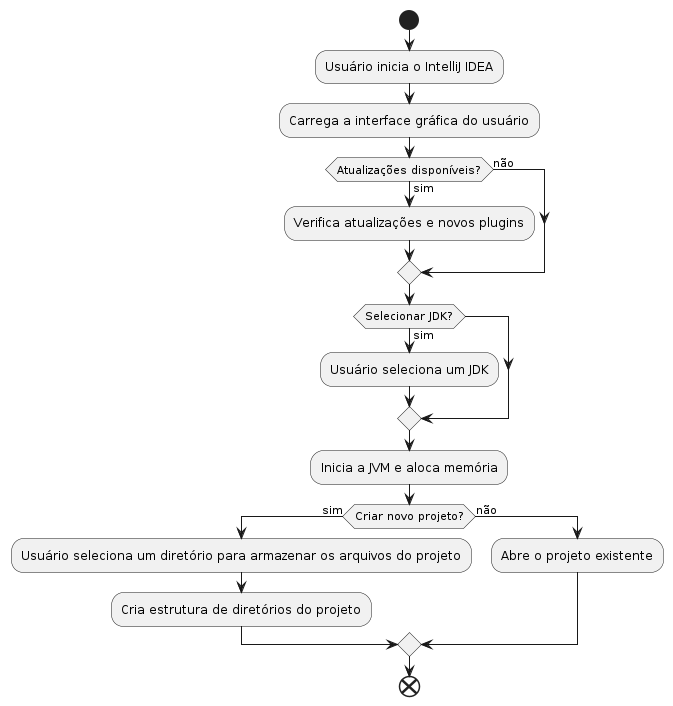 Usuário inicia o IntelliJ IDEA
Carrega a interface gráfica do usuário
Atualizações disponíveis?
não
sim
Verifica atualizações e novos plugins
Selecionar JDK?
sim
Usuário seleciona um JDK
Inicia a JVM e aloca memória
sim
Criar novo projeto?
não
Usuário seleciona um diretório para armazenar os arquivos do projeto
Abre o projeto existente
Cria estrutura de diretórios do projeto